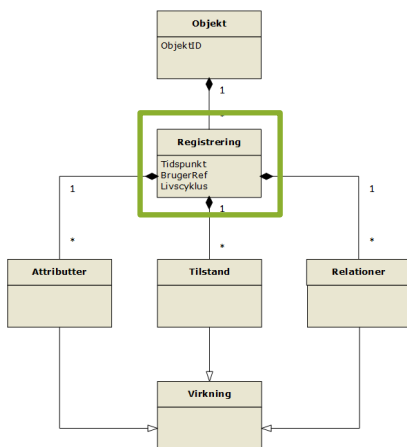 Objekt
ObjektID
1
*
Registrering
Tidspunkt
BrugerRef
Livscyklus
1
1
1
*
*
*
Attributter
Tilstand
Relationer
Virkning